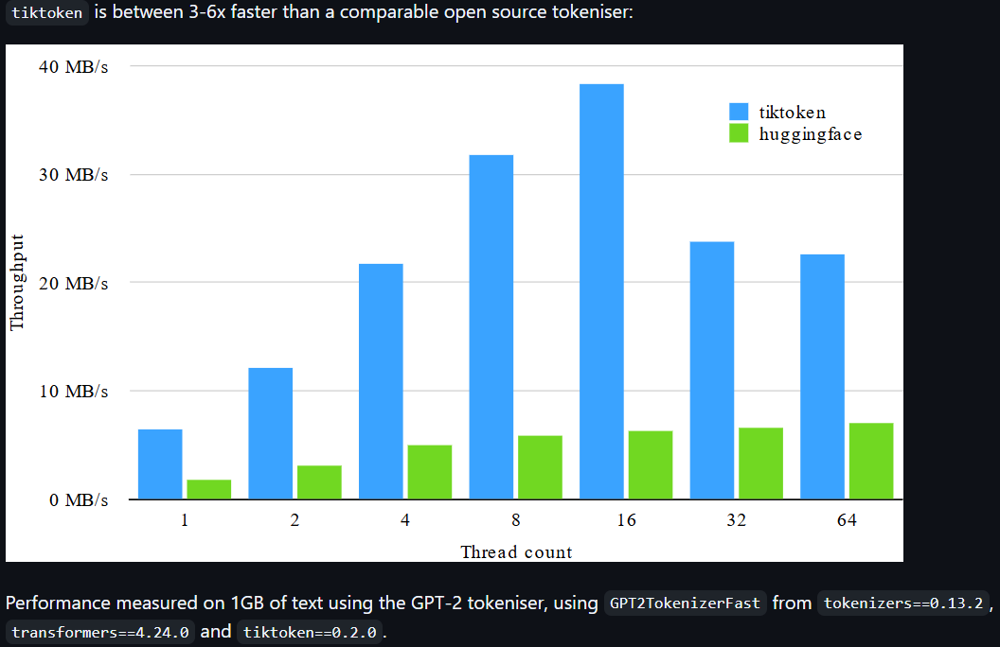 tiktoken is between 3-6x faster than a comparable open source tokeniser:
40 MB/s
tiktoken
huggingface
30 MB/s
20 MB/s
10 MB/s
0 MB/s
Throughput
1 2 4 8 16 32 64
Thread count
Performance measured on 1GB of text using the GPT-2 tokeniser, using GPT2TokenizerFast from tokenizers==0.13.2,
transformers==4.24.0 and tiktoken==0.2.0.